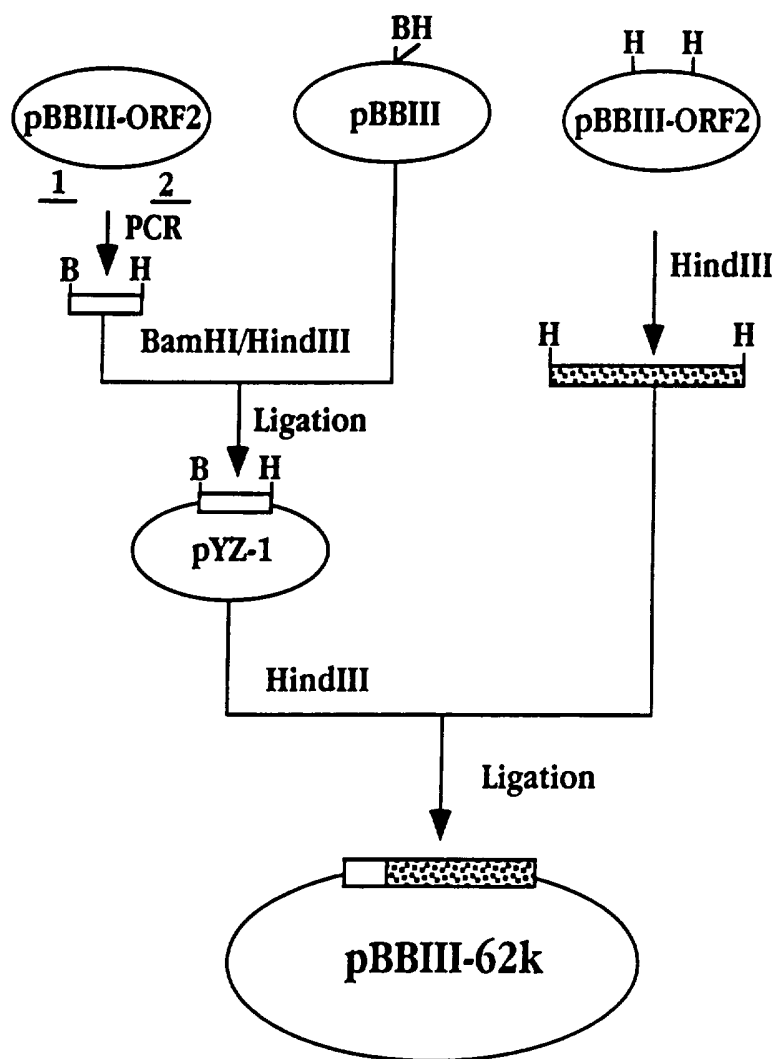 BH
H H
pBBIII-ORF2
pBBIII
pBBIII-ORF2
1 2
PCR
B H
HindIII
BamHI/HindIII
H H
Ligation
B H
pYZ-1
HindIII
Ligation
pBBIII-62k